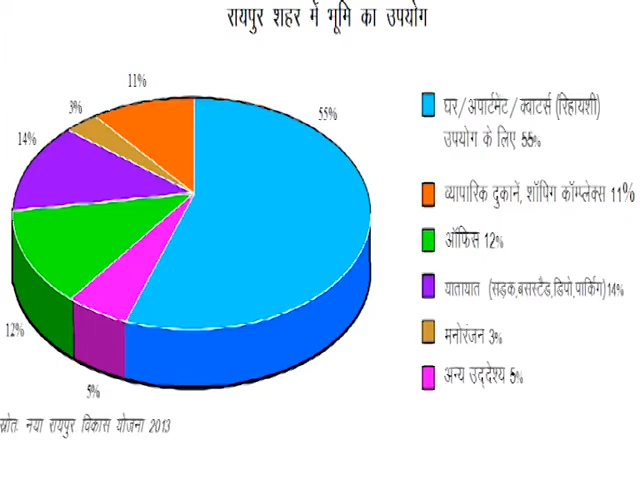 रायपुर शहर में भूमि का उपयोग
11%
3%
55%
14%
12%
5%
घर/अपार्टमेंट/क्वाटर्स (रिहायशी)
उपयोग के लिए 55%
व्यापारिक दुकानें, शॉपिंग कॉम्प्लेक्स 11%
ऑफिस 12%
यातायात (सड़क,बसस्टैड,डिपो,पार्किंग)14%
मनोरंजन 3%
अन्य उद्देश्य 5%
स्रोतः नया रायपुर विकास योजना 2013